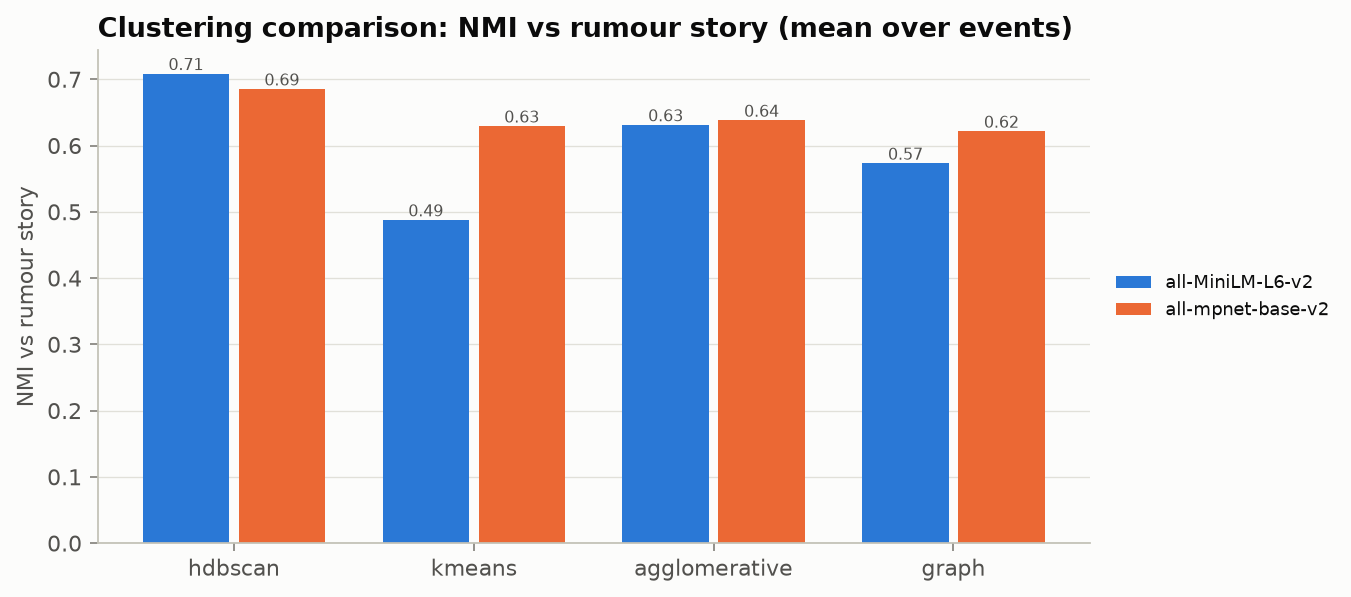 Clustering comparison: NMI vs rumour story (mean over events)
NMI vs rumour story
0.7
0.6
0.5
0.4
0.3
0.2
0.1
0.0
0.71
0.69
0.49
0.63
0.63
0.64
0.57
0.62
hdbscan
kmeans
agglomerative
graph
all-MiniLM-L6-v2
all-mpnet-base-v2